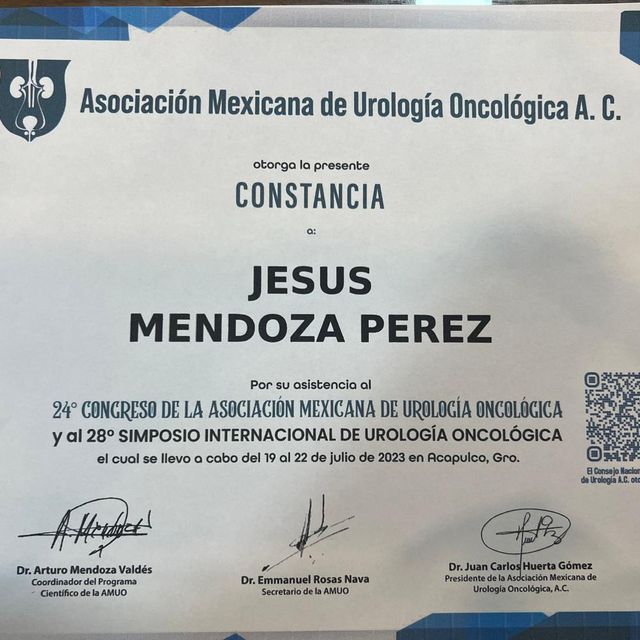 Asociación Mexicana de Urología Oncológica A. C.
otorga la presente
CONSTANCIA
a:
JESUS
MENDOZA PEREZ
Por su asistencia al
24° CONGRESO DE LA ASOCIACIÓN MEXICANA DE UROLOGÍA ONCOLÓGICA
y al 28° SIMPOSIO INTERNACIONAL DE UROLOGÍA ONCOLÓGICA
el cual se llevo a cabo del 19 al 22 de julio de 2023 en Acapulco, Gro.
El Consejo Nacion
de Urología A.C. oto
Dr. Arturo Mendoza Valdés
Coordinador del Programa
Científico de la AMUO
Dr. Emmanuel Rosas Nava
Secretario de la AMUO
Dr. Juan Carlos Huerta Gómez
Presidente de la Asociación Mexicana de
Urología Oncológica, A.C.